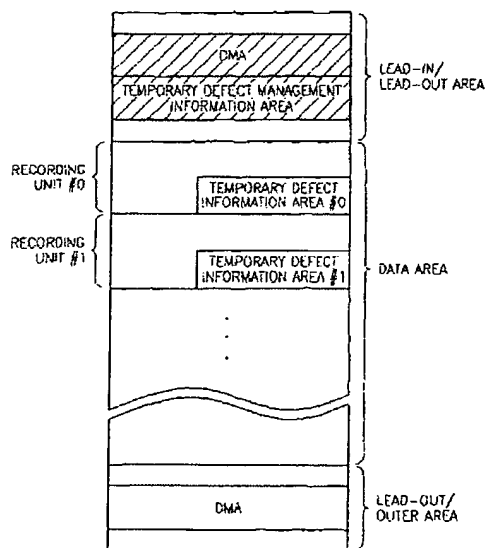 DMA
TEMPORARY DEFECT MANAGEMENT
INFORMATION AREA
LEAD-IN/
LEAD-OUT AREA
RECORDING
UNIT #0
TEMPORARY DEFECT
INFORMATION AREA #0
RECORDING
UNIT #1
TEMPORARY DEFECT
INFORMATION AREA #1
DATA AREA
DMA
LEAD-OUT/
OUTER AREA